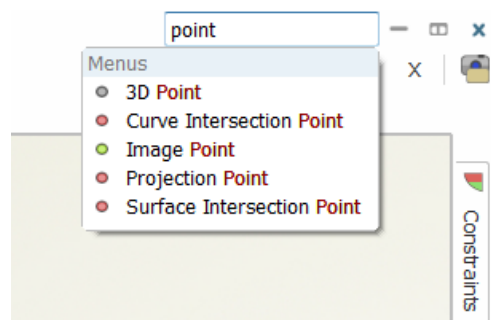 point
Menus
X
3D Point
Curve Intersection Point
Image Point
Projection Point
Surface Intersection Point
Constraints